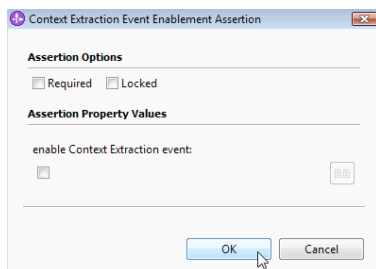 Context Extraction Event Enablement Assertion
Assertion Options
Required Locked
Assertion Property Values
enable Context Extraction event:
OK Cancel